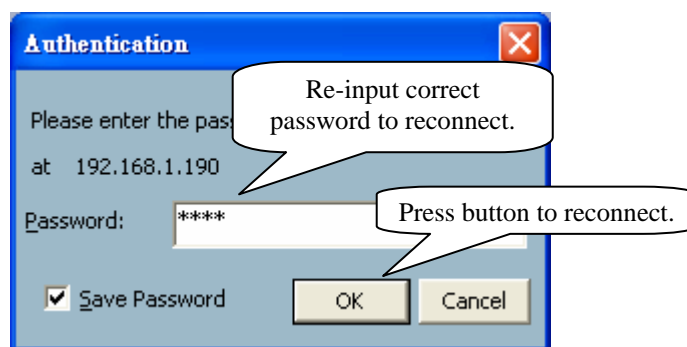 Authentication
Re-input correct
password to reconnect.
Please enter the pas
at 192.168.1.190
Password: ****
Press button to reconnect.
Save Password
OK
Cancel